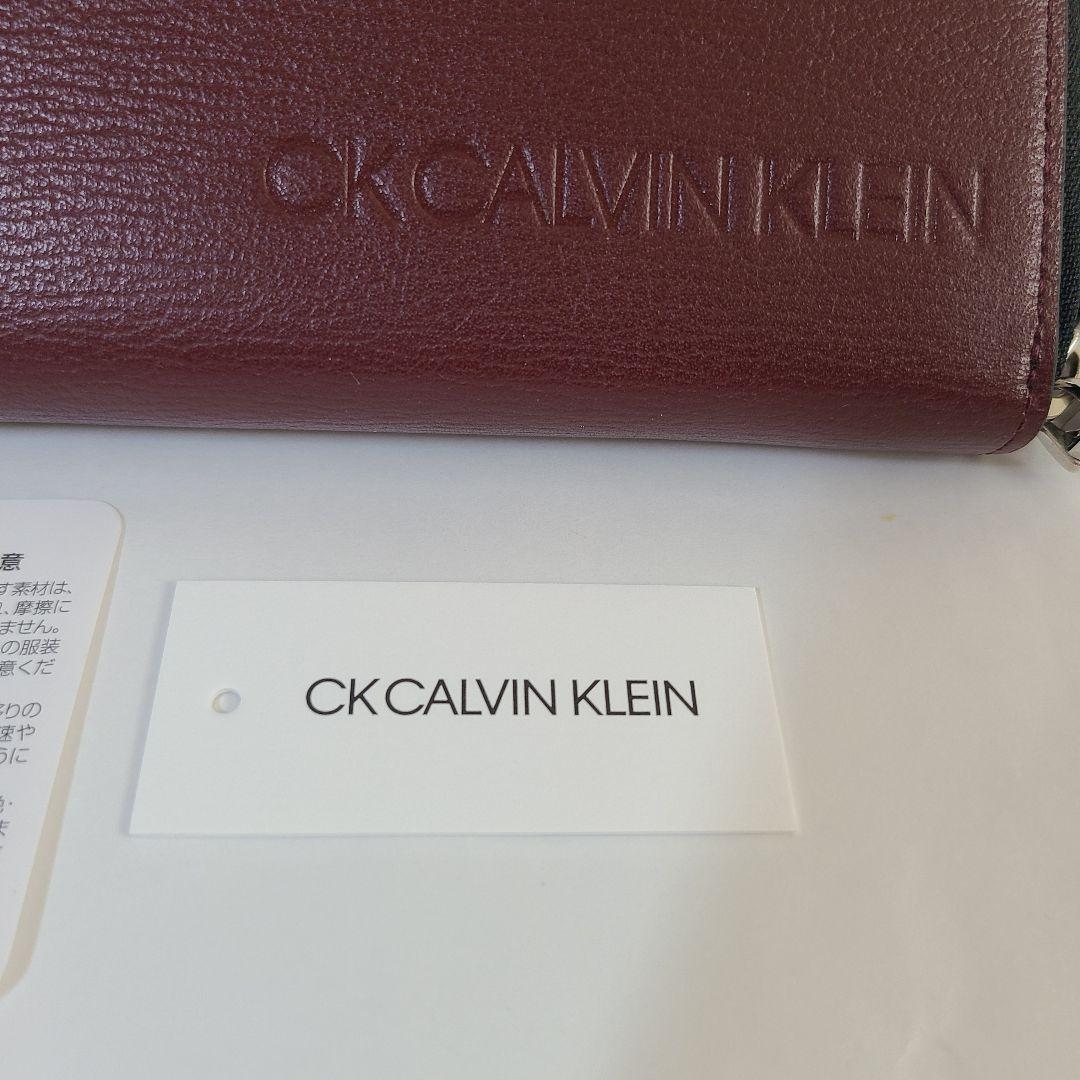 CK CALVIN KLEIN
意
す素材は、
、摩擦に
ません。
の服装
意くだ
りの
速や
うに
ま
CK CALVIN KLEIN